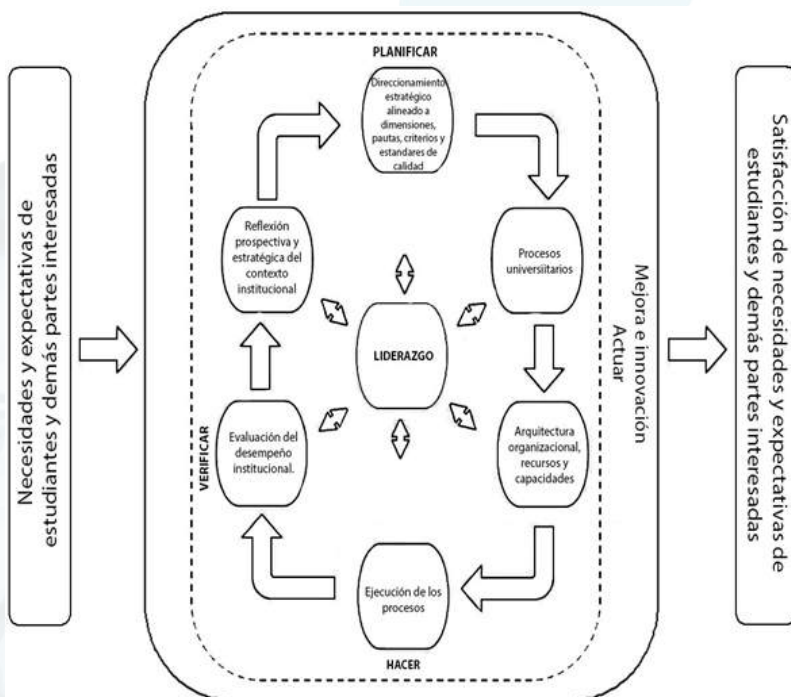 Necesidades y expectativas de
estudiantes y demás partes interesadas
PLANIFICAR
Direccionamiento
estratégico
alineado a
dimensiones,
pautas, criterios y
estandares de
calidad
Reflexión
prospectiva y
estratégica del
contexto
institucional
Procesos
universiitarios
LIDERAZGO
Evaluación del
desempeño
institucional.
VERIFICAR
Arquitectura
organizacional,
recursos y
capacidades
Ejecución de los
procesos
HACER
Mejora e innovación
Actuar
Satisfacción de necesidades y expectativas de
estudiantes y demás partes interesadas